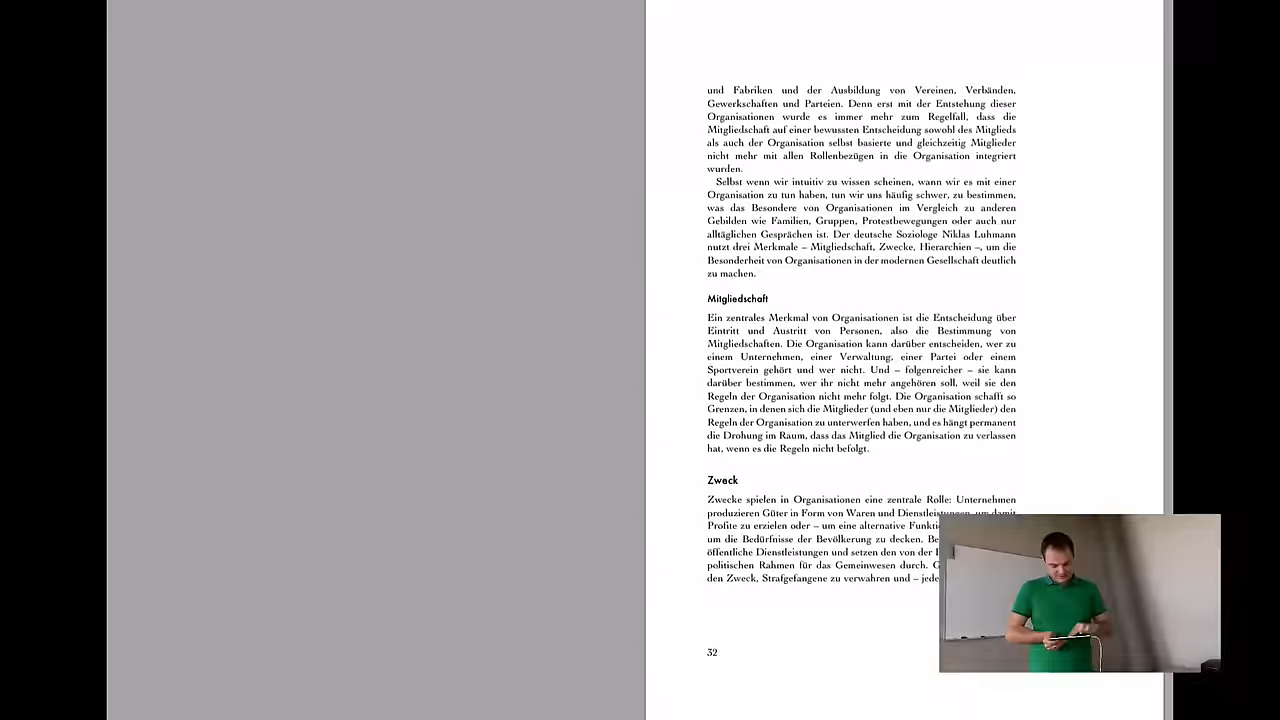 und Fabriken und der Ausbildung von Vereinen, Verbänden,
Gewerkschaften und Parteien. Denn erst mit der Entstehung dieser
Organisationen wurde es immer mehr zum Regelfall, dass die
Mitgliedschaft auf einer bewussten Entscheidung sowohl des Mitglieds
als auch der Organisation selbst basierte und gleichzeitig Mitglieder
nicht mehr mit allen Rollenbezügen in die Organisation integriert
wurden.
Selbst wenn wir intuitiv zu wissen scheinen, wann wir es mit einer
Organisation zu tun haben, tun wir uns häufig schwer, zu bestimmen,
was das Besondere von Organisationen im Vergleich zu anderen
Gebilden wie Familien, Gruppen, Protestbewegungen oder auch nur
alltäglichen Gesprächen ist. Der deutsche Soziologe Niklas Luhmann
nutzt drei Merkmale – Mitgliedschaft, Zwecke, Hierarchien –, um die
Besonderheit von Organisationen in der modernen Gesellschaft deutlich
zu machen.
Mitgliedschaft
Ein zentrales Merkmal von Organisationen ist die Entscheidung über
Eintritt und Austritt von Personen, also die Bestimmung von
Mitgliedschaften. Die Organisation kann darüber entscheiden, wer zu
einem Unternehmen, einer Verwaltung, einer Partei oder einem
Sportverein gehört und wer nicht. Und – folgenreicher – sie kann
darüber bestimmen, wer ihr nicht mehr angehören soll, weil sie den
Regeln der Organisation nicht mehr folgt. Die Organisation schafft so
Grenzen, in denen sich die Mitglieder (und eben nur die Mitglieder) den
Regeln der Organisation zu unterwerfen haben, und es hängt permanent
die Drohung im Raum, dass das Mitglied die Organisation zu verlassen
hat, wenn es die Regeln nicht befolgt.
Zweck
Zwecke spielen in Organisationen eine zentrale Rolle: Unternehmen
produzieren Güter in Form von Waren und Dienstleistungen, um damit
Profite zu erzielen oder – um eine alternative
um die Bedürfnisse der Bevölkerung zu decken.
öffentliche Dienstleistungen und setzen den von der
politischen Rahmen für das Gemeinwesen durch.
den Zweck, Strafgefangene zu verwahren und –
32